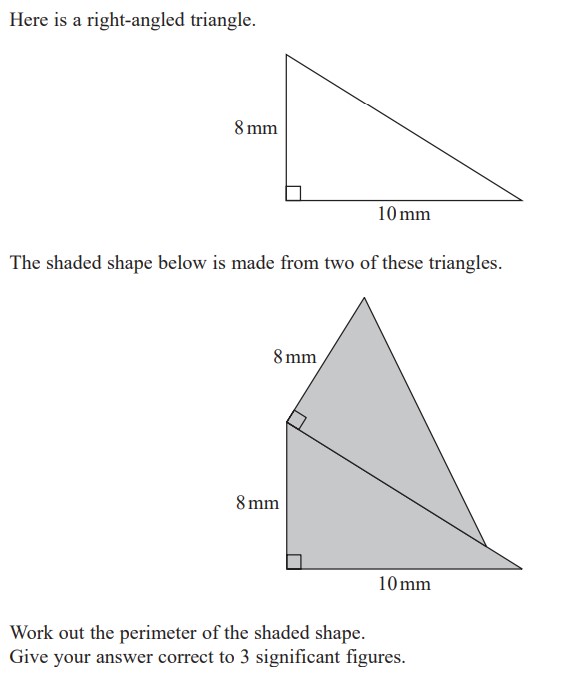 Here is a right-angled triangle.
8 mm
10 mm
The shaded shape below is made from two of these triangles.
8 mm
8 mm
10 mm
Work out the perimeter of the shaded shape.
Give your answer correct to 3 significant figures.